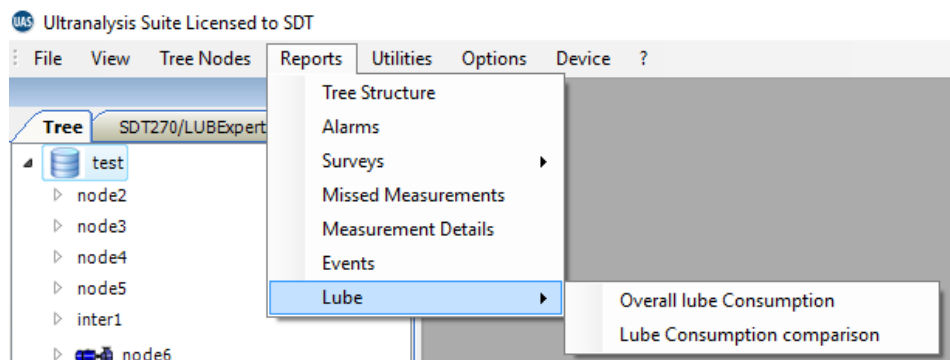 UAS Ultranalysis Suite Licensed to SDT
File View Tree Nodes Reports Utilities Options Device ?
Tree Structure
Tree SDT270/LUBExpert
Alarms
test
Surveys
node2
Missed Measurements
node3
Measurement Details
node4
Events
node5
Lube
Overall lube Consumption
inter1
Lube Consumption comparison
node6